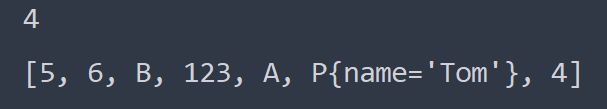 4
[5, 6, B, 123, A, P{name='Tom'}, 4]